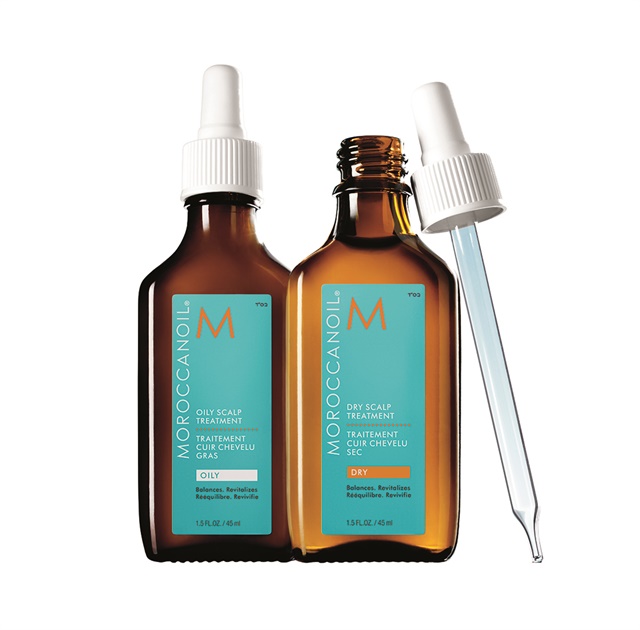 MOROCCANOIL®
M
בס"ד
OILY SCALP
TREATMENT
TRAITEMENT
CUIR CHEVELU
GRAS
OILY
Balances. Revitalizes
Rééquilibre. Revivifie
1.5 FL.OZ. / 45 ml
MOROCCANOIL®
M
בס"ד
DRY SCALP
TREATMENT
TRAITEMENT
CUIR CHEVELU
SEC
DRY
Balances. Revitalizes
Rééquilibre. Revivifie
1.5 FL.OZ. / 45 ml